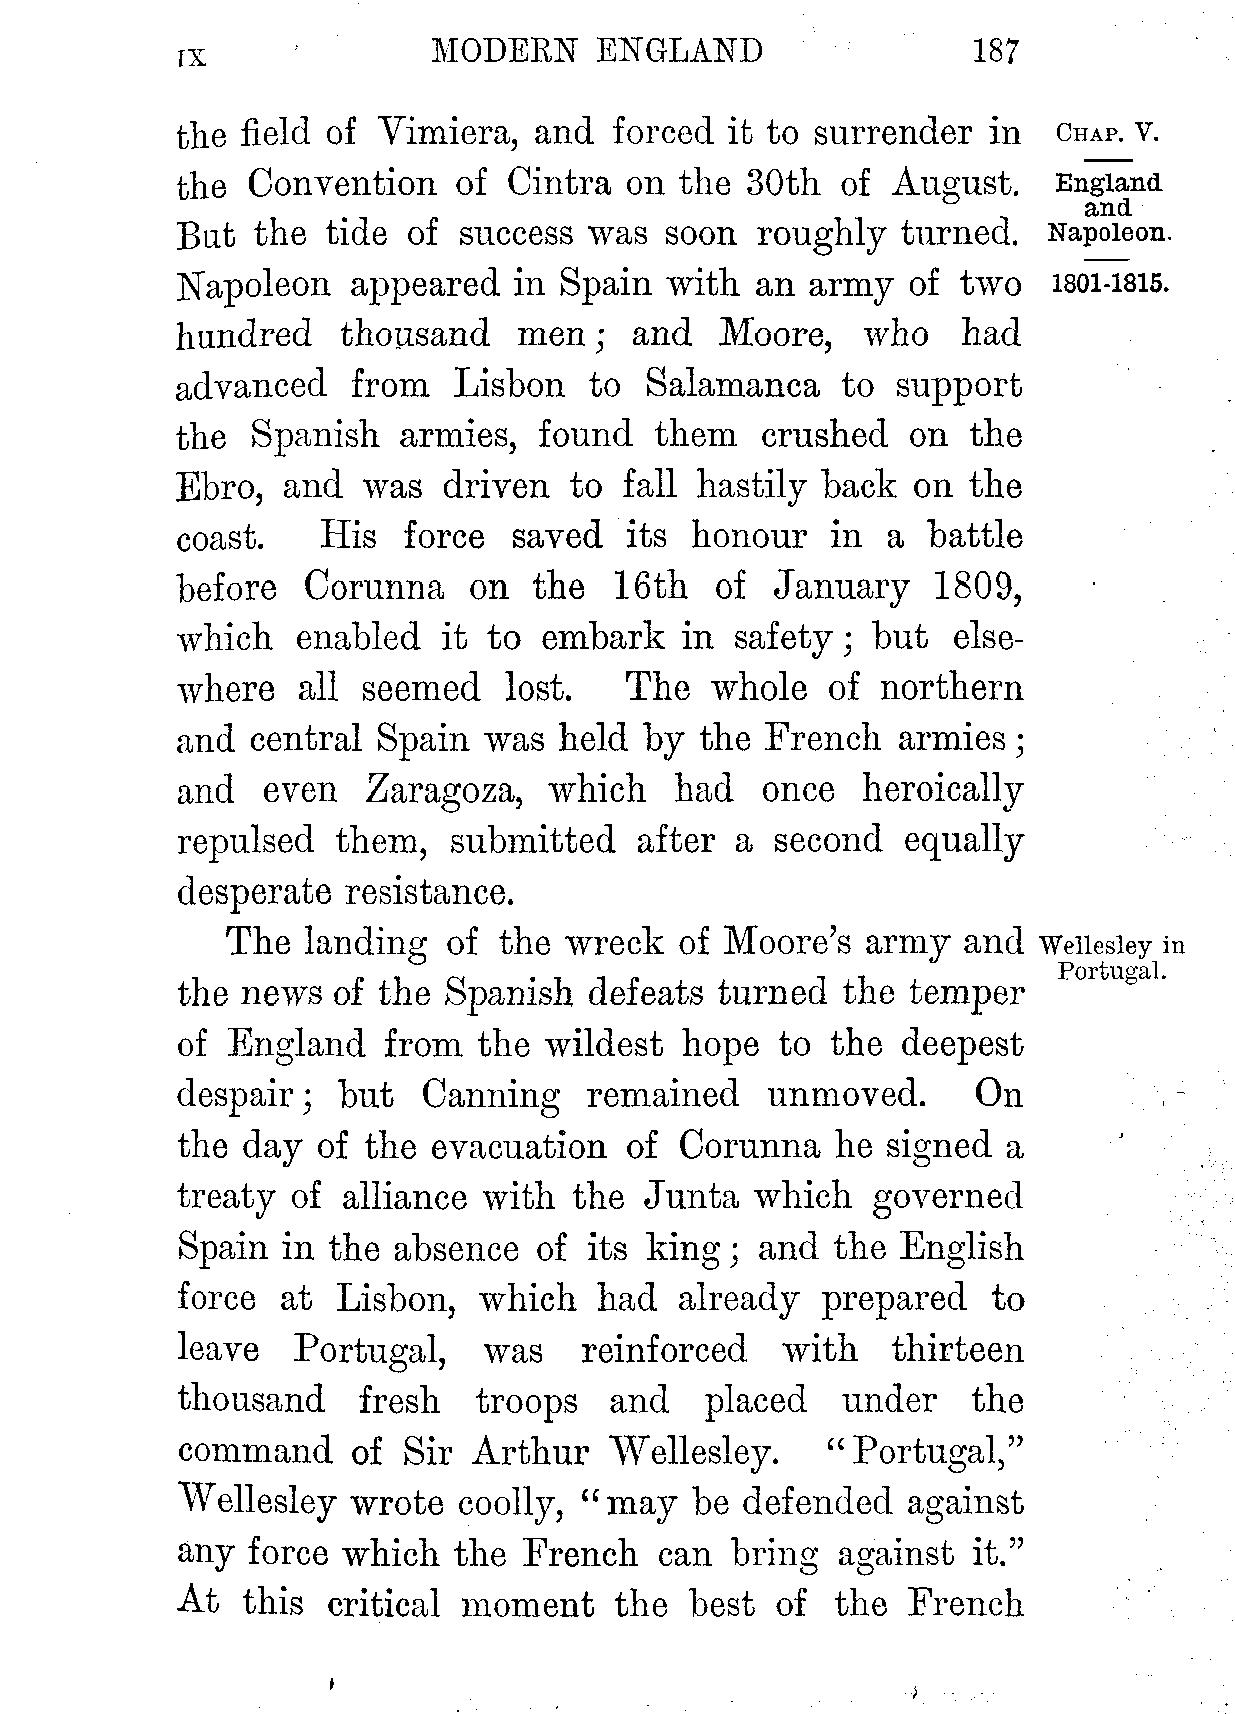 IX MODERN ENGLAND 187
the field of Vimiera, and forced it to surrender in
the Convention of Cintra on the 30th of August.
But the tide of success was soon roughly turned.
Napoleon appeared in Spain with an army of two
hundred thousand men; and Moore, who had
advanced from Lisbon to Salamanca to support
the Spanish armies, found them crushed on the
Ebro, and was driven to fall hastily back on the
coast. His force saved its honour in a battle
before Corunna on the 16th of January 1809,
which enabled it to embark in safety; but else-
where all seemed lost. The whole of northern
and central Spain was held by the French armies;
and even Zaragoza, which had once heroically
repulsed them, submitted after a second equally
desperate resistance.
The landing of the wreck of Moore's army and
the news of the Spanish defeats turned the temper
of England from the wildest hope to the deepest
despair; but Canning remained unmoved. On
the day of the evacuation of Corunna he signed a
treaty of alliance with the Junta which governed
Spain in the absence of its king; and the English
force at Lisbon, which had already prepared to
leave Portugal, was reinforced with thirteen
thousand fresh troops and placed under the
command of Sir Arthur Wellesley. "Portugal,"
Wellesley wrote coolly, "may be defended against
any force which the French can bring against it."
At this critical moment the best of the French
CHAP. V.
England
and
Napoleon.
1801-1815.
Wellesley in
Portugal.